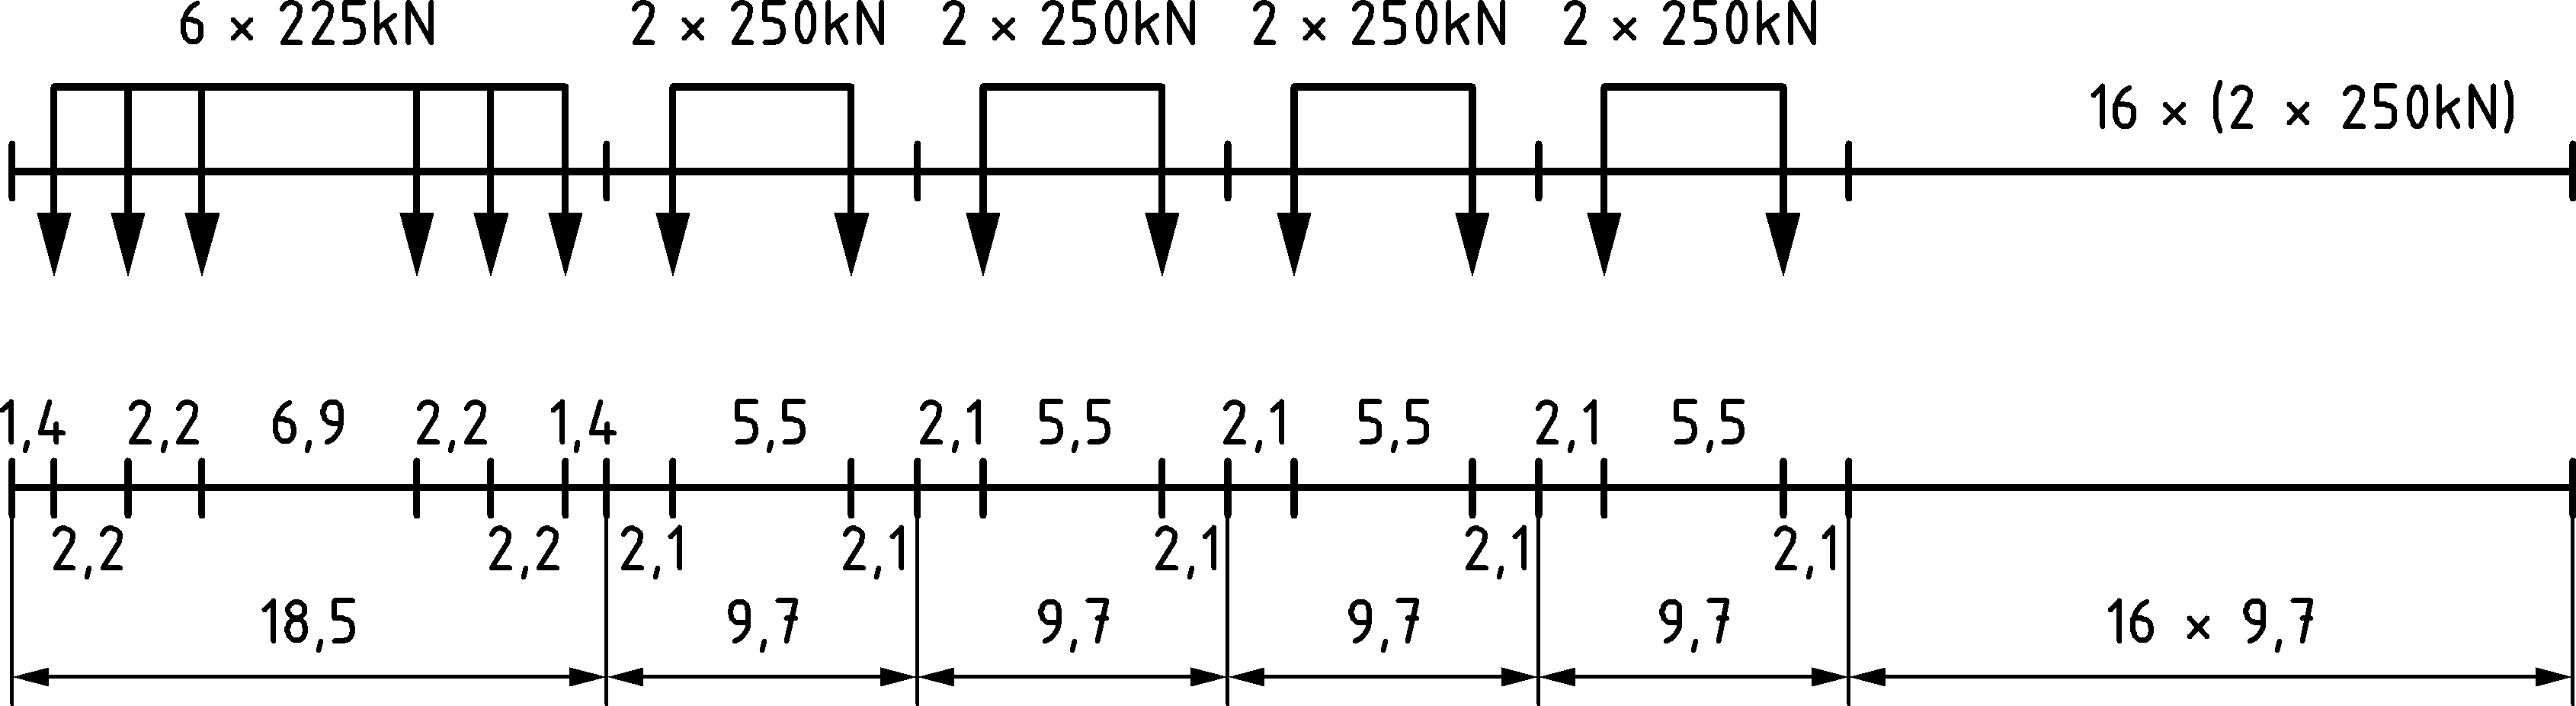 6 × 225kN 2 × 250kN 2 × 250kN 2 × 250kN 2 × 250kN
16 × (2 × 250kN)
1,4 2,2 6,9 2,2 1,4 5,5 2,1 5,5 2,1 5,5 2,1 5,5
2,2 2,2 2,1 2,1 2,1 2,1 2,1
18,5 9,7 9,7 9,7 9,7 16 × 9,7